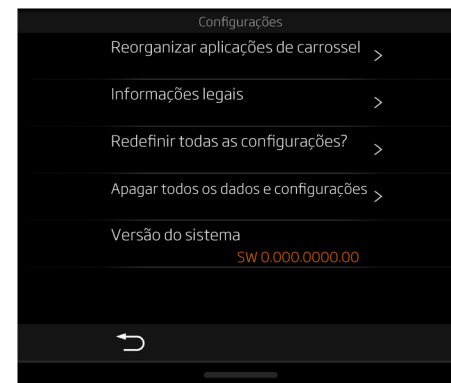 Configurações
Reorganizar aplicações de carrossel
Informações legais
Redefinir todas as configurações?
Apagar todos os dados e configurações
Versão do sistema
SW 0.000.0000.00